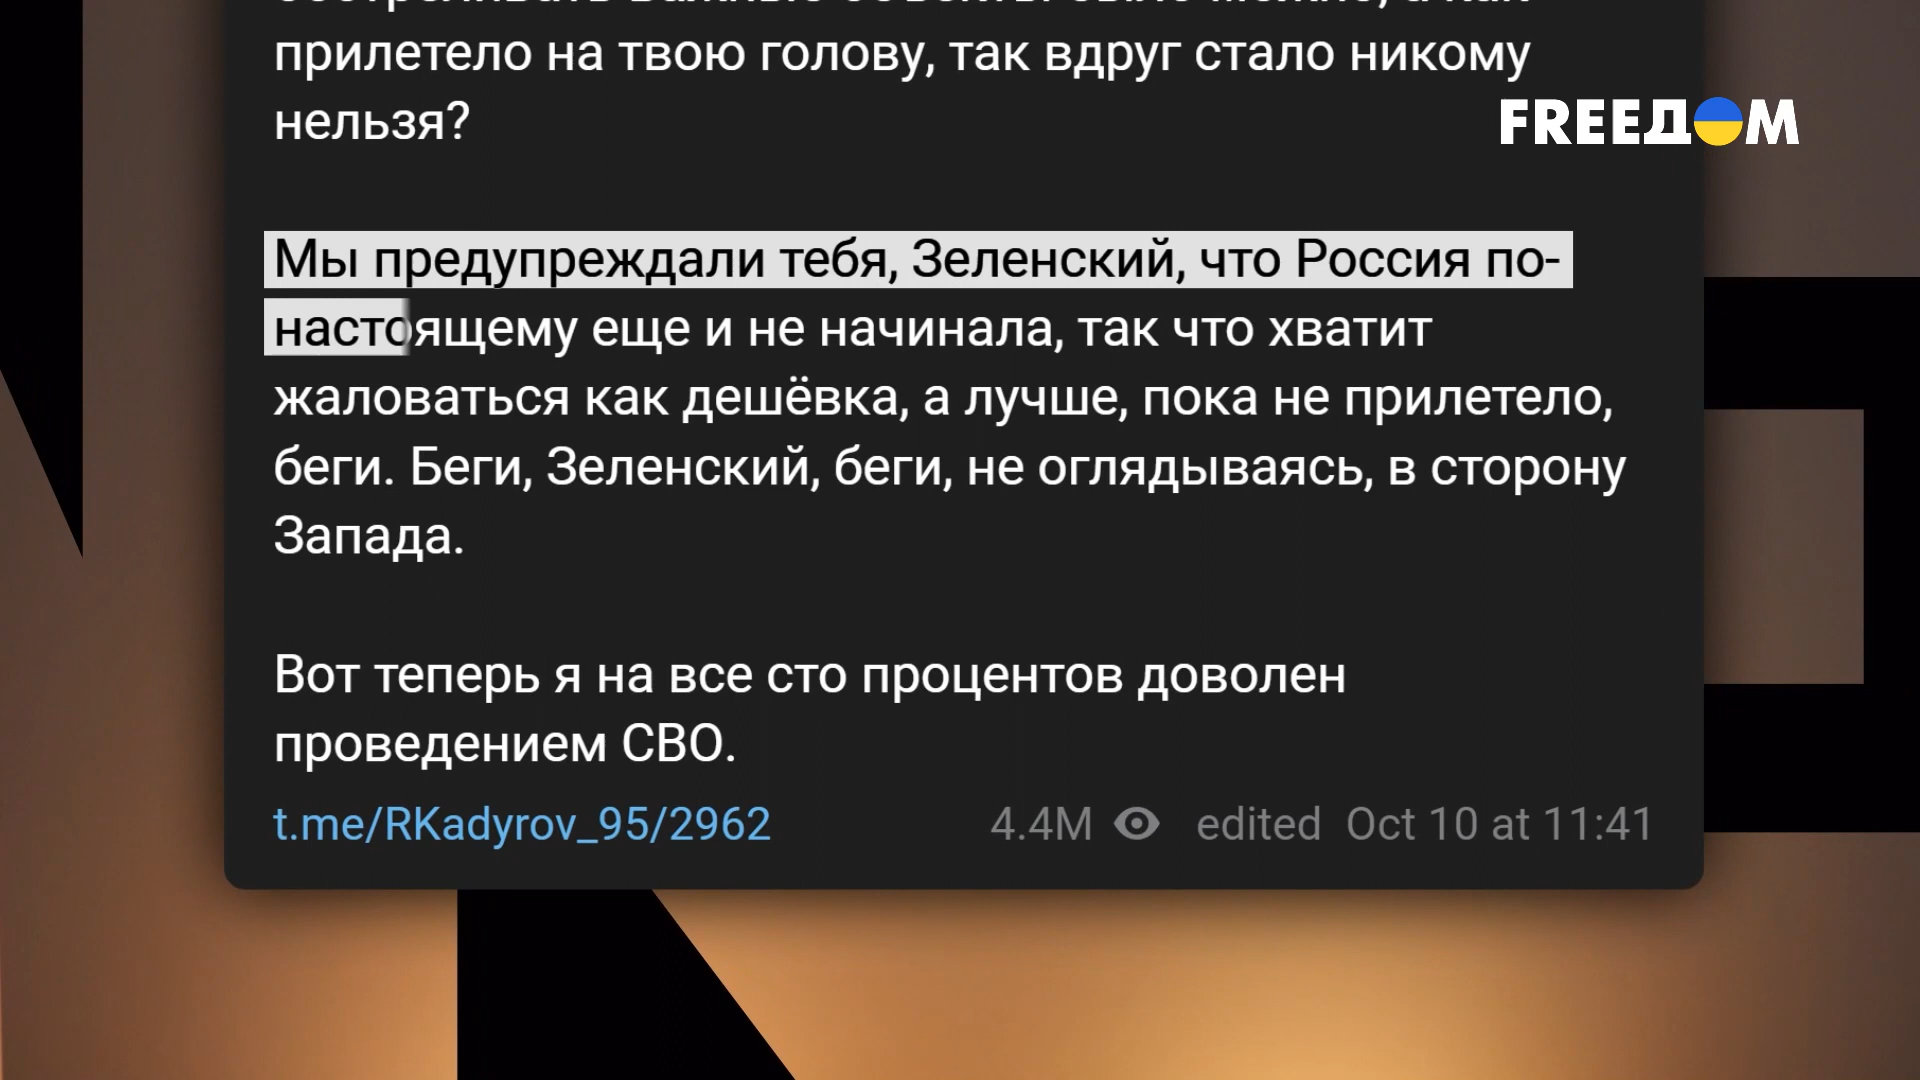 прилетело на твою голову, так вдруг стало никому
нельзя?
FREEДOM
Мы предупреждали тебя, Зеленский, что Россия по-
настоящему еще и не начинала, так что хватит
жаловаться как дешёвка, а лучше, пока не прилетело,
беги. Беги, Зеленский, беги, не оглядываясь, в сторону
Запада.
Вот теперь я на все сто процентов доволен
проведением СВО.
t.me/RKadyrov_95/2962 4.4M edited Oct 10 at 11:41